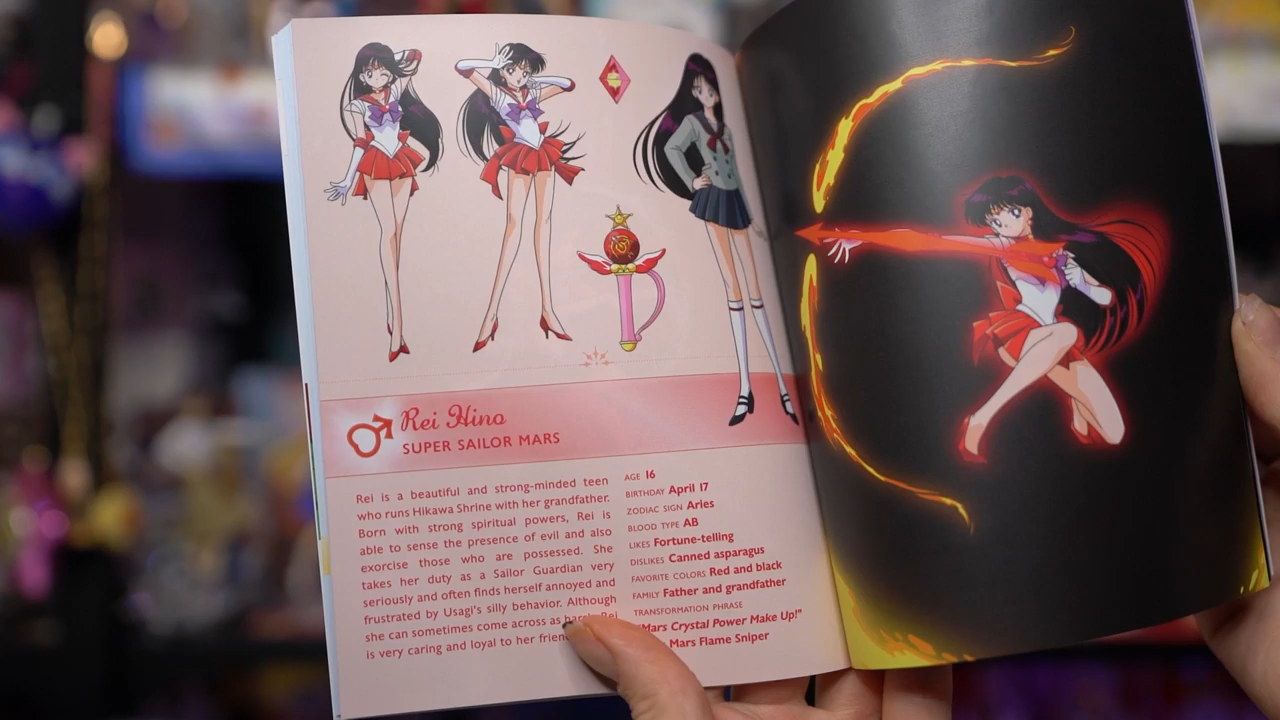 Rei Hino
SUPER SAILOR MARS
Rei is a beautiful and strong-minded teen
who runs Hikawa Shrine with her grandfather.
Born with strong spiritual powers, Rei is
able to sense the presence of evil and also
exorcise those who are possessed. She
takes her duty as a Sailor Guardian very
seriously and often finds herself annoyed and
frustrated by Usagi's silly behavior. Although
she can sometimes come across as harsh, Rei
is very caring and loyal to her
AGE 16
BIRTHDAY April 17
ZODIAC SIGN Aries
BLOOD TYPE AB
LIKES Fortune-telling
DISLIKES Canned asparagus
FAVORITE COLORS Red and black
FAMILY Father and grandfather
TRANSFORMATION PHRASE
"Mars Crystal Power Make Up!"
Mars Flame Sniper